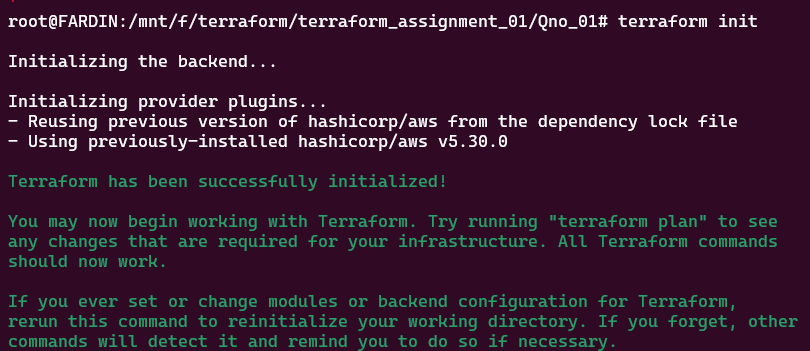 root@FARDIN:/mnt/f/terraform/terraform_assignment_01/Qno_01# terraform init
Initializing the backend...
Initializing provider plugins...
- Reusing previous version of hashicorp/aws from the dependency lock file
- Using previously-installed hashicorp/aws v5.30.0
Terraform has been successfully initialized!
You may now begin working with Terraform. Try running "terraform plan" to see
any changes that are required for your infrastructure. All Terraform commands
should now work.
If you ever set or change modules or backend configuration for Terraform,
rerun this command to reinitialize your working directory. If you forget, other
commands will detect it and remind you to do so if necessary.